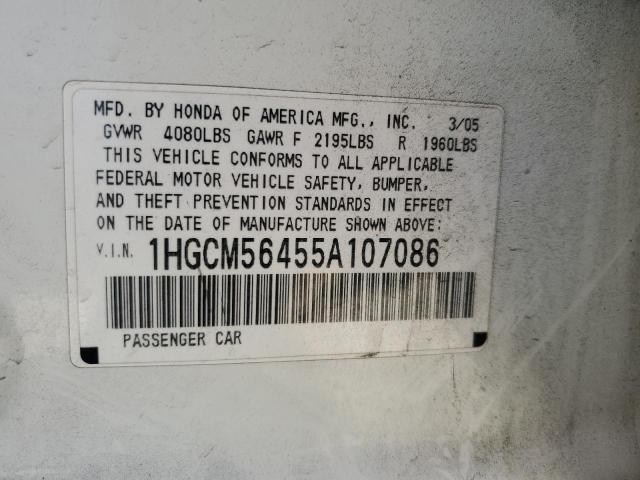 MFD. BY HONDA OF AMERICA MFG., INC. 3/05
GVWR 4080LBS GAWR F 2195LBS R 1960LBS
THIS VEHICLE CONFORMS TO ALL APPLICABLE
FEDERAL MOTOR VEHICLE SAFETY, BUMPER,
AND THEFT PREVENTION STANDARDS IN EFFECT
ON THE DATE OF MANUFACTURE SHOWN ABOVE:
V.I.N. 1HGCM56455A107086
PASSENGER CAR